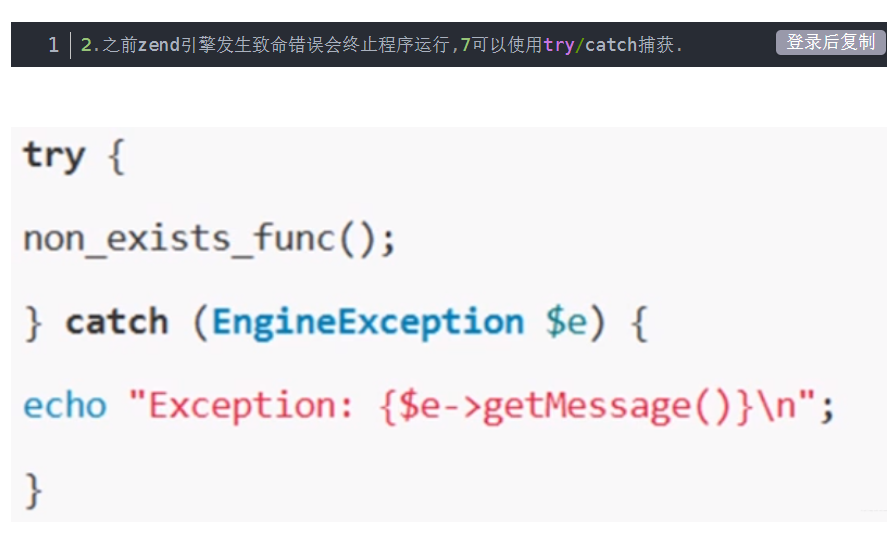 1 2.之前zend引擎发生致命错误会终止程序运行,7可以使用try/catch捕获.
登录后复制
try {
non_exists_func();
} catch (EngineException $e) {
echo "Exception: {$e->getMessage()}\n";
}